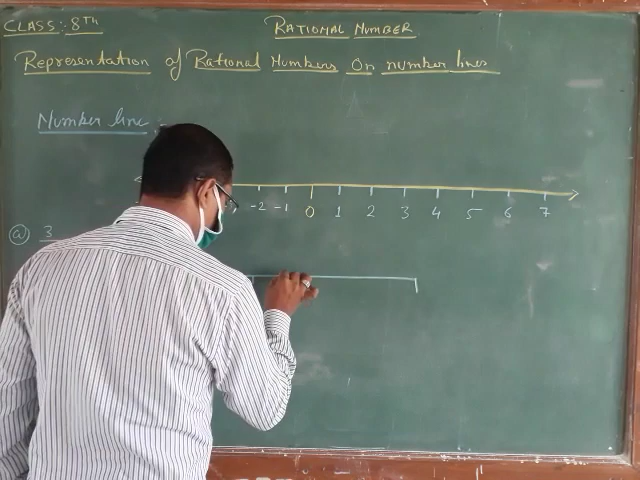 CLASS: 8TH
RATIONAL NUMBER
Representation of Rational Numbers On number lines
Number line :-
-2 -1 0 1 2 3 4 5 6 7
@ 3